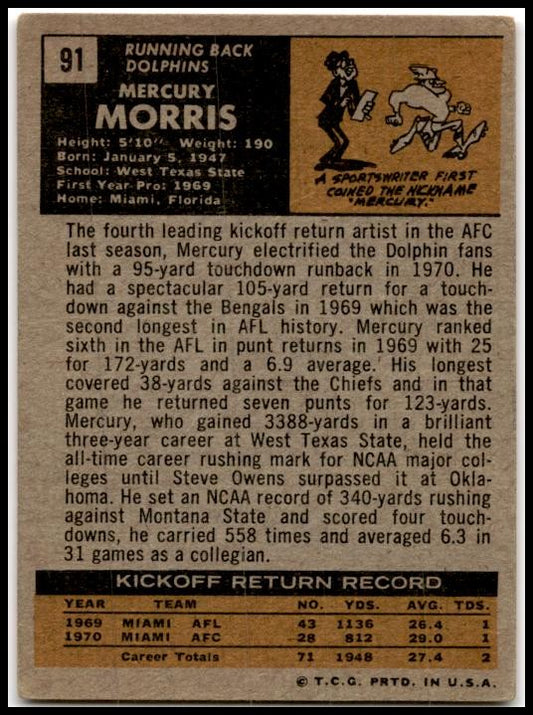 91
RUNNING BACK
DOLPHINS
MERCURY
MORRIS
Height: 5'10" Weight: 190
Born: January 5, 1947
School: West Texas State
First Year Pro: 1969
Home: Miami, Florida
A SPORTSWRITER FIRST
COINED THE NICKNAME
"MERCURY."
The fourth leading kickoff return artist in the AFC
last season, Mercury electrified the Dolphin fans
with a 95-yard touchdown runback in 1970. He
had a spectacular 105-yard return for a touch-
down against the Bengals in 1969 which was the
second longest in AFL history. Mercury ranked
sixth in the AFL in punt returns in 1969 with 25
for 172-yards and a 6.9 average. His longest
covered 38-yards against the Chiefs and in that
game he returned seven punts for 123-yards.
Mercury, who gained 3388-yards in a brilliant
three-year career at West Texas State, held the
all-time career rushing mark for NCAA major col-
leges until Steve Owens surpassed it at Okla-
homa. He set an NCAA record of 340-yards rushing
against Montana State and scored four touch-
downs, he carried 558 times and averaged 6.3 in
31 games as a collegian.
KICKOFF RETURN RECORD
YEAR TEAM NO. YDS. AVG. TDS.
1969 MIAMI AFL 43 1136 26.4 1
1970 MIAMI AFC 28 812 29.0 1
Career Totals 71 1948 27.4 2
© T.C.G. PRTD. IN U.S.A.